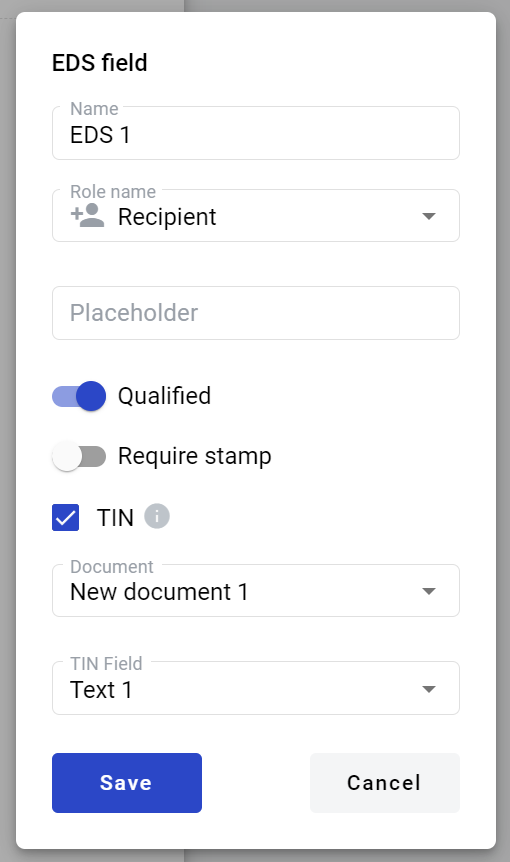 EDS field
Name
EDS 1
Role name
Recipient
Placeholder
Qualified
Require stamp
TIN
Document
New document 1
TIN Field
Text 1
Save
Cancel